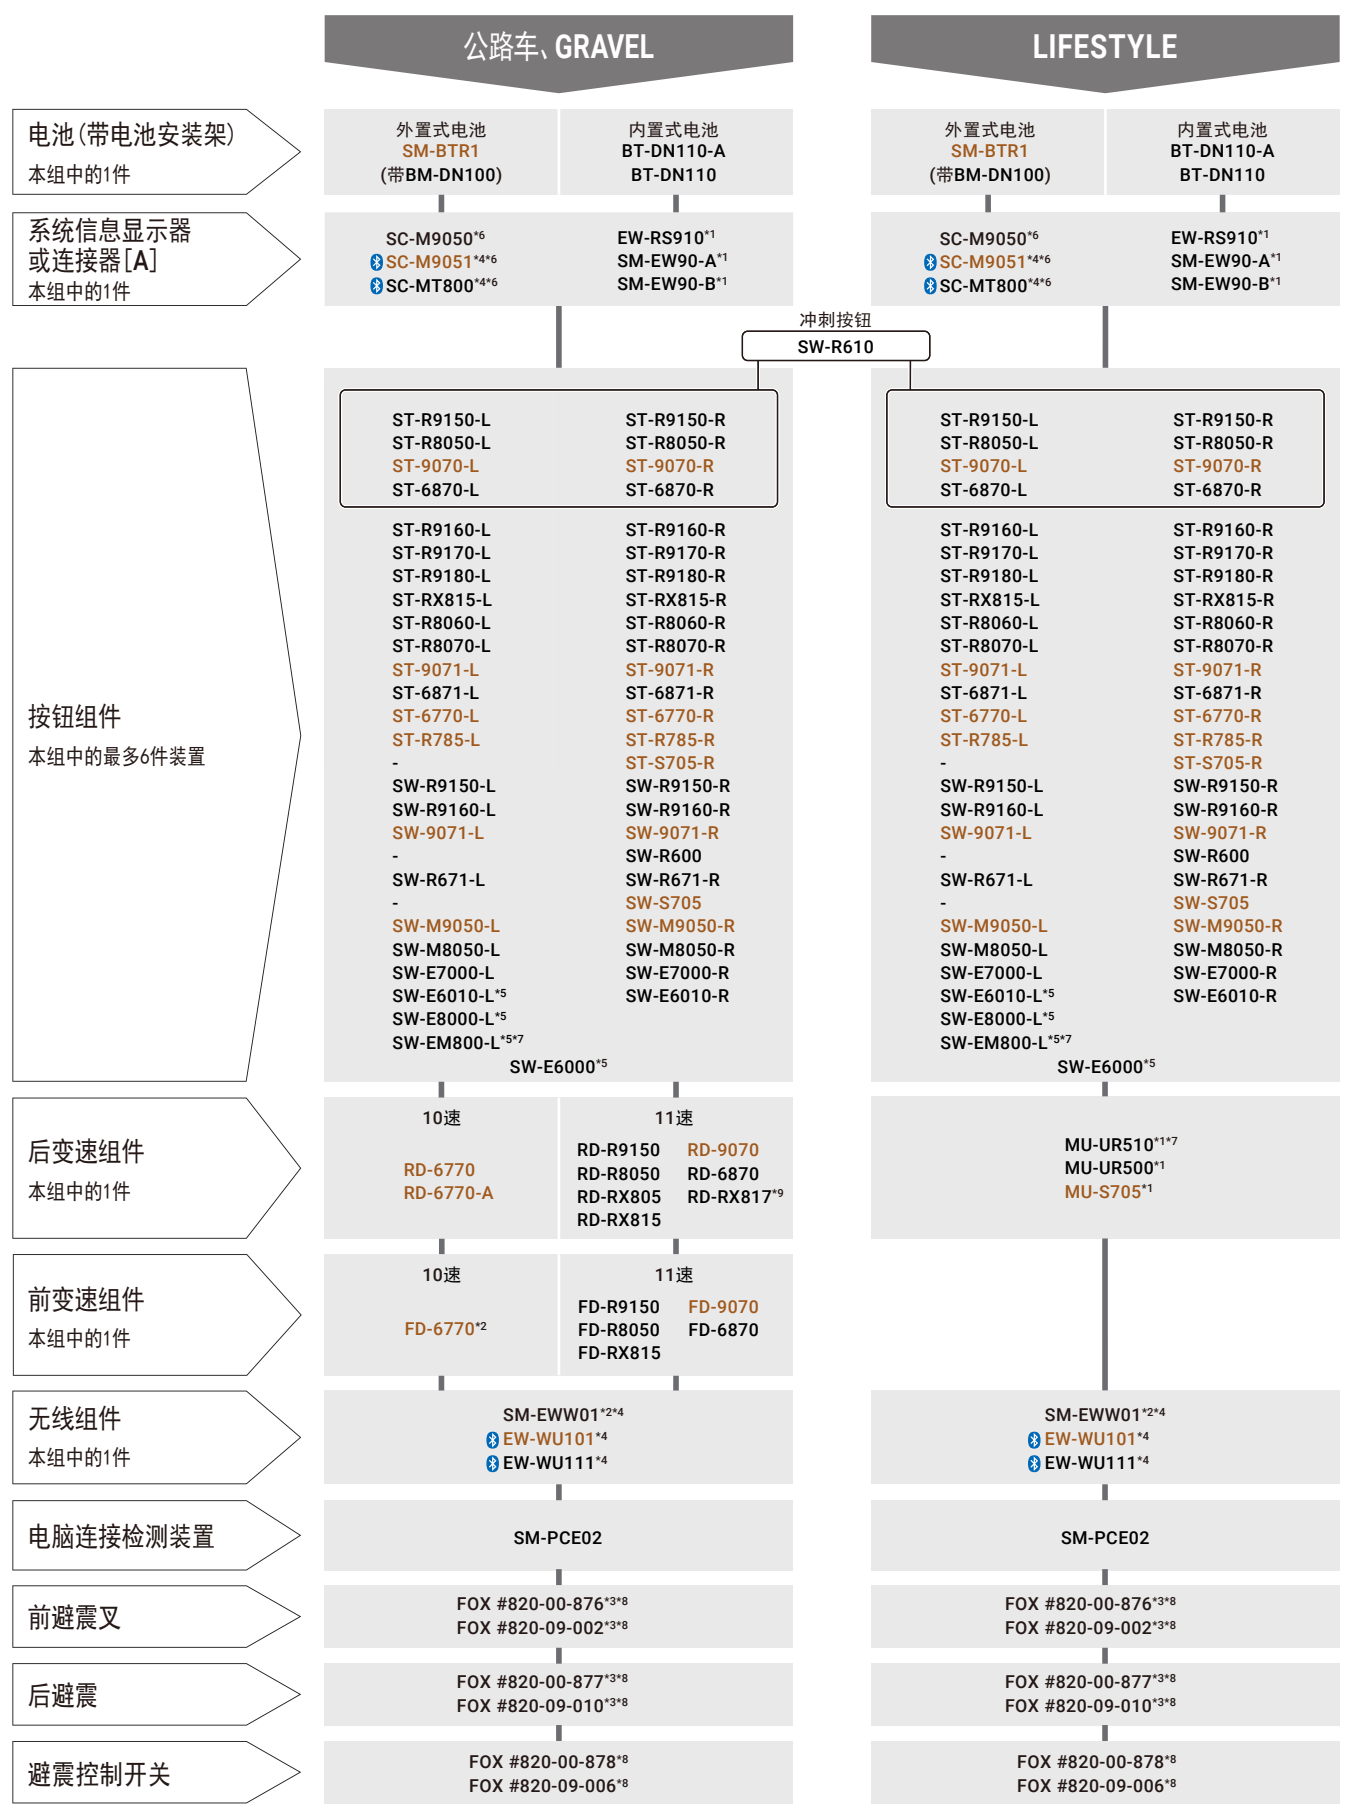 公路车、GRAVEL
LIFESTYLE
电池(带电池安装架)
本组中的1件
外置式电池
SM-BTR1
(带BM-DN100)
内置式电池
BT-DN110-A
BT-DN110
外置式电池
SM-BTR1
(带BM-DN100)
内置式电池
BT-DN110-A
BT-DN110
系统信息显示器
或连接器[A]
本组中的1件
SC-M9050*6
SC-M9051*4*6
SC-MT800*4*6
EW-RS910*1
SM-EW90-A*1
SM-EW90-B*1
SC-M9050*6
SC-M9051*4*6
SC-MT800*4*6
EW-RS910*1
SM-EW90-A*1
SM-EW90-B*1
冲刺按钮
SW-R610
按钮组件
本组中的最多6件装置
ST-R9150-L ST-R9150-R
ST-R8050-L ST-R8050-R
ST-9070-L ST-9070-R
ST-6870-L ST-6870-R
ST-R9160-L ST-R9160-R
ST-R9170-L ST-R9170-R
ST-R9180-L ST-R9180-R
ST-RX815-L ST-RX815-R
ST-R8060-L ST-R8060-R
ST-R8070-L ST-R8070-R
ST-9071-L ST-9071-R
ST-6871-L ST-6871-R
ST-6770-L ST-6770-R
ST-R785-L ST-R785-R
- ST-S705-R
SW-R9150-L SW-R9150-R
SW-R9160-L SW-R9160-R
SW-9071-L SW-9071-R
- SW-R600
SW-R671-L SW-R671-R
- SW-S705
SW-M9050-L SW-M9050-R
SW-M8050-L SW-M8050-R
SW-E7000-L SW-E7000-R
SW-E6010-L*5 SW-E6010-R
SW-E8000-L*5
SW-EM800-L*5*7
SW-E6000*5
ST-R9150-L ST-R9150-R
ST-R8050-L ST-R8050-R
ST-9070-L ST-9070-R
ST-6870-L ST-6870-R
ST-R9160-L ST-R9160-R
ST-R9170-L ST-R9170-R
ST-R9180-L ST-R9180-R
ST-RX815-L ST-RX815-R
ST-R8060-L ST-R8060-R
ST-R8070-L ST-R8070-R
ST-9071-L ST-9071-R
ST-6871-L ST-6871-R
ST-6770-L ST-6770-R
ST-R785-L ST-R785-R
- ST-S705-R
SW-R9150-L SW-R9150-R
SW-R9160-L SW-R9160-R
SW-9071-L SW-9071-R
- SW-R600
SW-R671-L SW-R671-R
- SW-S705
SW-M9050-L SW-M9050-R
SW-M8050-L SW-M8050-R
SW-E7000-L SW-E7000-R
SW-E6010-L*5 SW-E6010-R
SW-E8000-L*5
SW-EM800-L*5*7
SW-E6000*5
后变速组件
本组中的1件
10速
RD-6770
RD-6770-A
11速
RD-R9150 RD-9070
RD-R8050 RD-6870
RD-RX805 RD-RX817*9
RD-RX815
MU-UR510*1*7
MU-UR500*1
MU-S705*1
前变速组件
本组中的1件
10速
FD-6770*2
11速
FD-R9150 FD-9070
FD-R8050 FD-6870
FD-RX815
无线组件
本组中的1件
SM-EWW01*2*4
EW-WU101*4
EW-WU111*4
SM-EWW01*2*4
EW-WU101*4
EW-WU111*4
电脑连接检测装置
SM-PCE02
SM-PCE02
前避震叉
FOX #820-00-876*3*8
FOX #820-09-002*3*8
FOX #820-00-876*3*8
FOX #820-09-002*3*8
后避震
FOX #820-00-877*3*8
FOX #820-09-010*3*8
FOX #820-00-877*3*8
FOX #820-09-010*3*8
避震控制开关
FOX #820-00-878*8
FOX #820-09-006*8
FOX #820-00-878*8
FOX #820-09-006*8